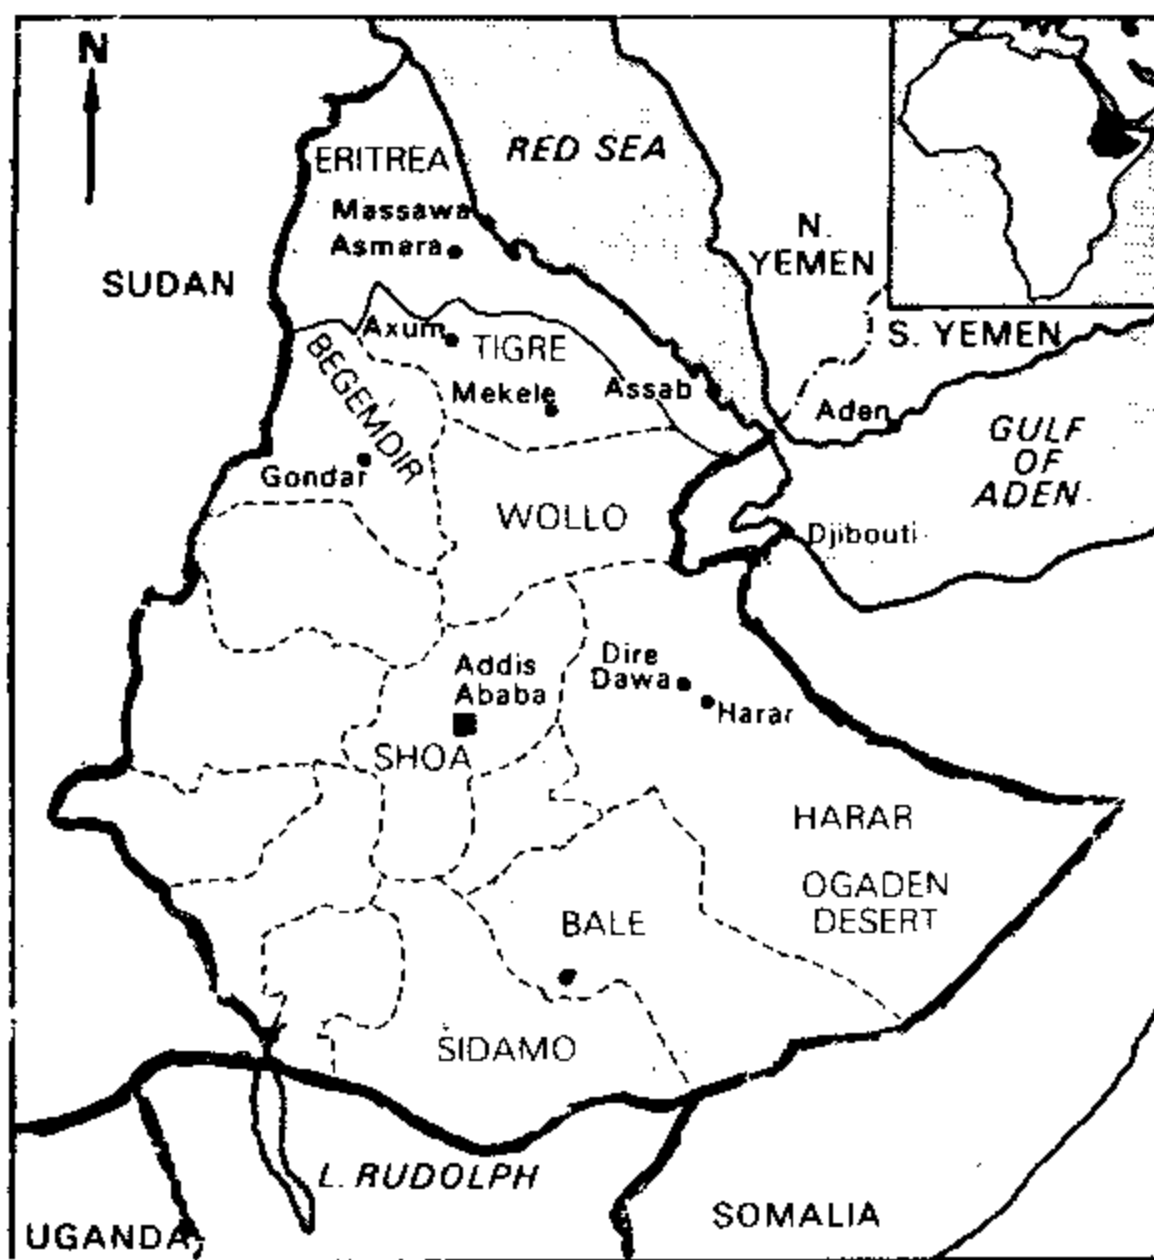 N
ERITREA
RED SEA
Massawa
Asmara
N.
YEMEN
SUDAN
S. YEMEN
Axum
TIGRE
BEGEMDIR
Mekele
Assab
Aden
GULF
OF
ADEN
Gondar
WOLLO
Djibouti
Addis
Ababa
Dire
Dawa
Harar
SHOA
HARAR
OGADEN
DESERT
BALE
SIDAMO
L. RUDOLPH
UGANDA
SOMALIA